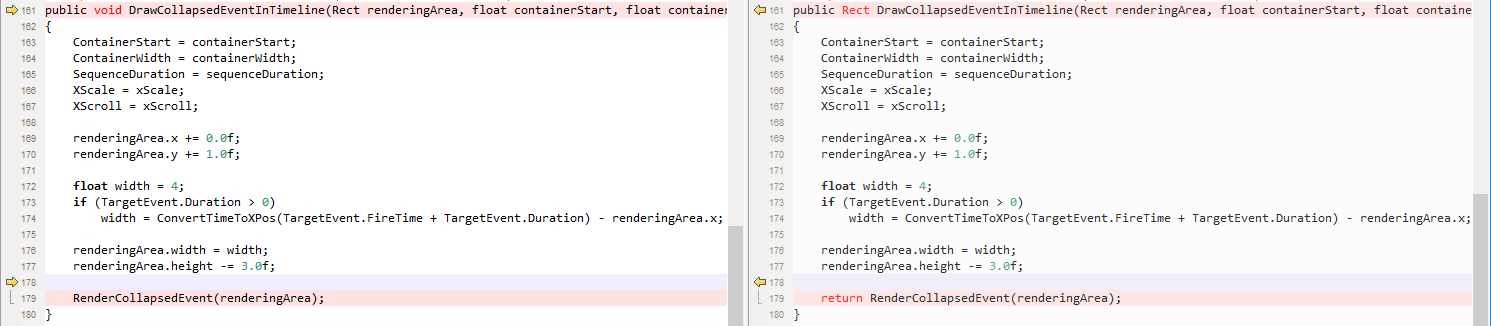 161 public void DrawCollapsedEventInTimeline(Rect renderingArea, float containerStart, float container
162 {
163 ContainerStart = containerStart;
164 ContainerWidth = containerWidth;
165 SequenceDuration = sequenceDuration;
166 XScale = xScale;
167 XScroll = xScroll;
168
169 renderingArea.x += 0.0f;
170 renderingArea.y += 1.0f;
171
172 float width = 4;
173 if (TargetEvent.Duration > 0)
174 width = ConvertTimeToXPos(TargetEvent.FireTime + TargetEvent.Duration) - renderingArea.x;
175
176 renderingArea.width = width;
177 renderingArea.height -= 3.0f;
178
179 RenderCollapsedEvent(renderingArea);
180 }
161 public Rect DrawCollapsedEventInTimeline(Rect renderingArea, float containerStart, float containe
162 {
163 ContainerStart = containerStart;
164 ContainerWidth = containerWidth;
165 SequenceDuration = sequenceDuration;
166 XScale = xScale;
167 XScroll = xScroll;
168
169 renderingArea.x += 0.0f;
170 renderingArea.y += 1.0f;
171
172 float width = 4;
173 if (TargetEvent.Duration > 0)
174 width = ConvertTimeToXPos(TargetEvent.FireTime + TargetEvent.Duration) - renderingArea.x;
175
176 renderingArea.width = width;
177 renderingArea.height -= 3.0f;
178
179 return RenderCollapsedEvent(renderingArea);
180 }